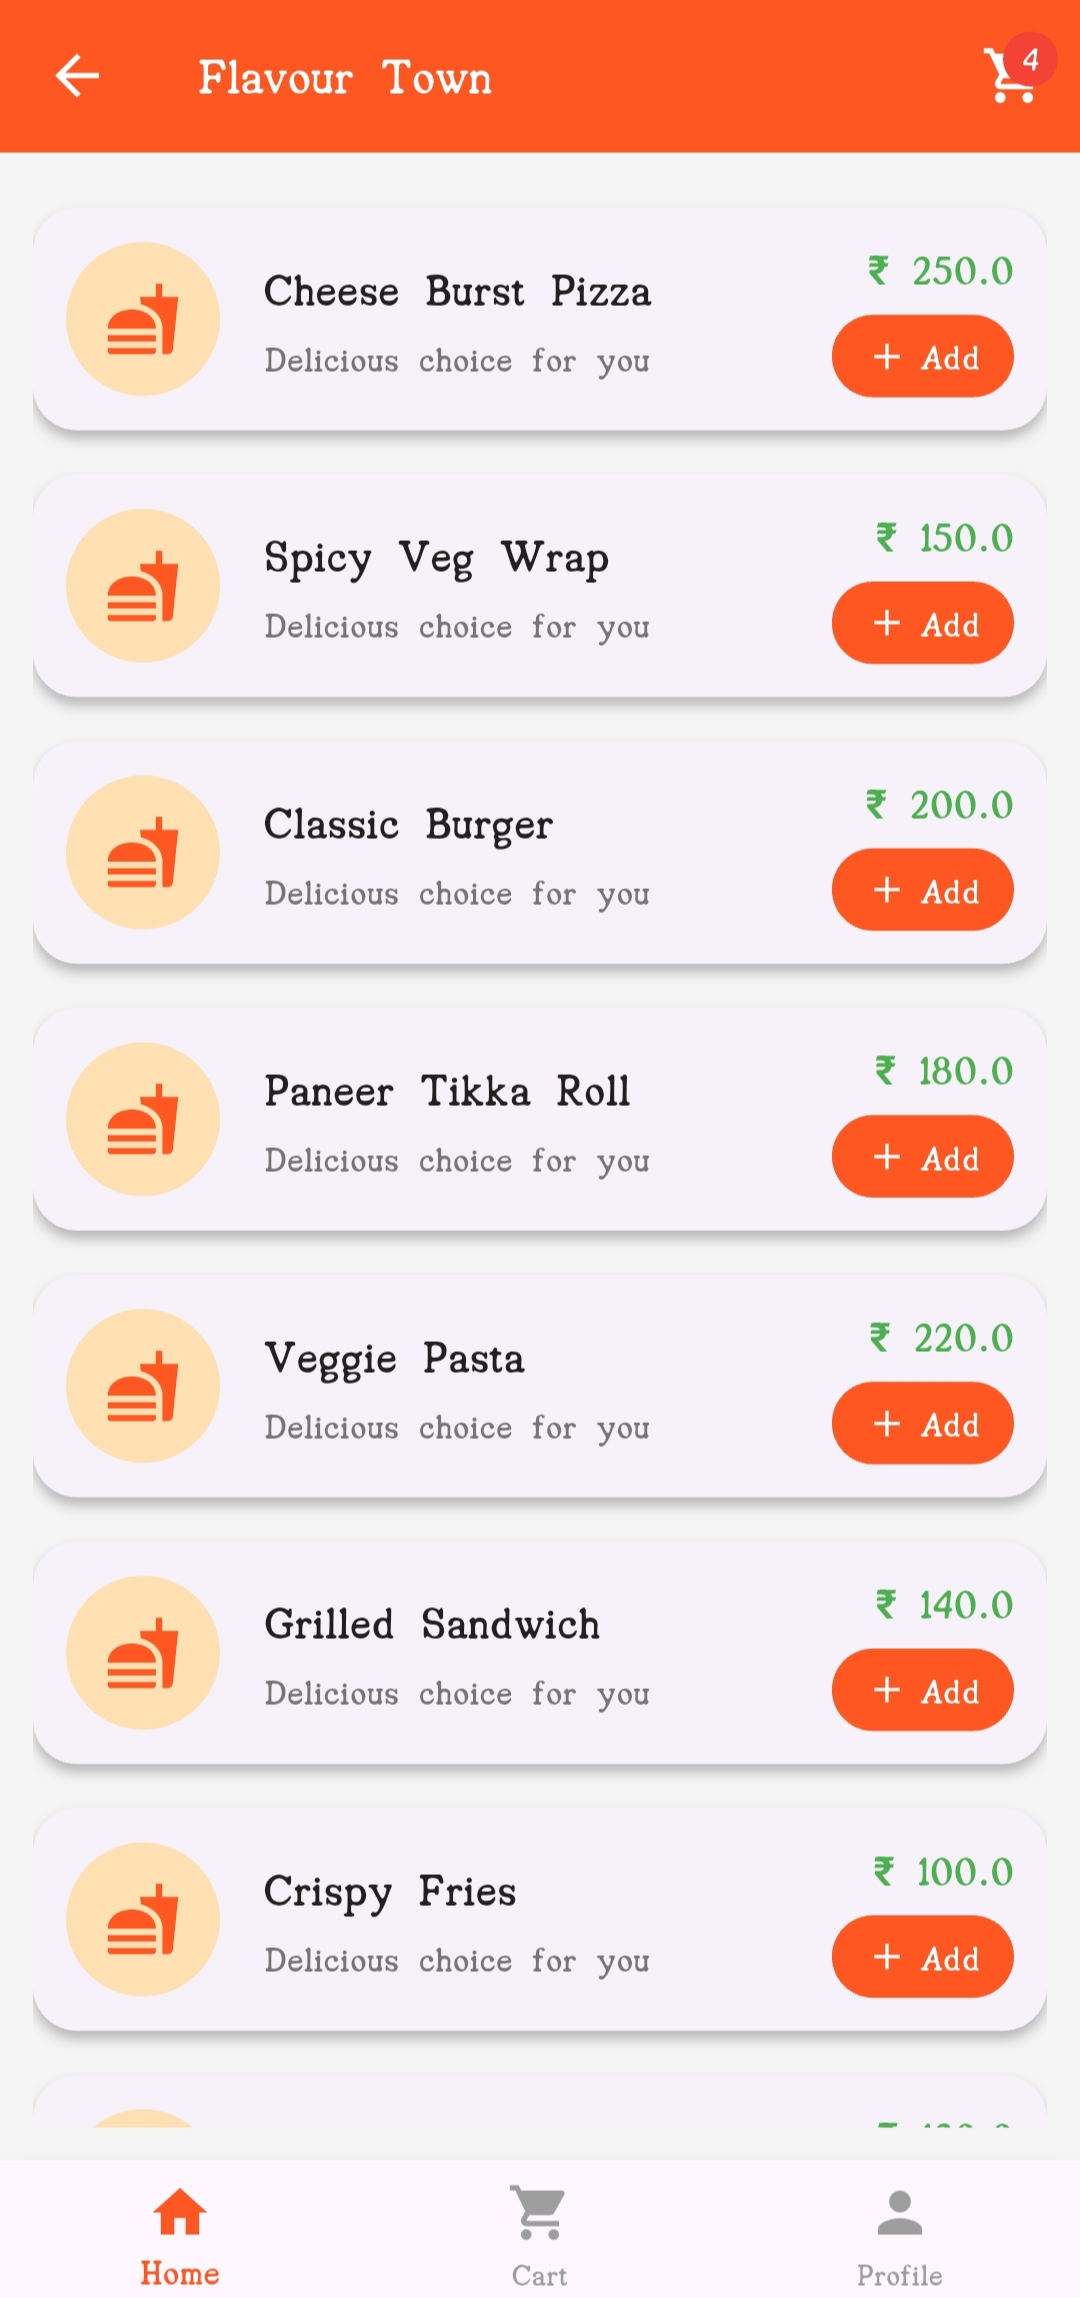 Flavour Town
4
Cheese Burst Pizza
Delicious choice for you
₹ 250.0
+ Add
Spicy Veg Wrap
Delicious choice for you
₹ 150.0
+ Add
Classic Burger
Delicious choice for you
₹ 200.0
+ Add
Paneer Tikka Roll
Delicious choice for you
₹ 180.0
+ Add
Veggie Pasta
Delicious choice for you
₹ 220.0
+ Add
Grilled Sandwich
Delicious choice for you
₹ 140.0
+ Add
Crispy Fries
Delicious choice for you
₹ 100.0
+ Add
Home
Cart
Profile